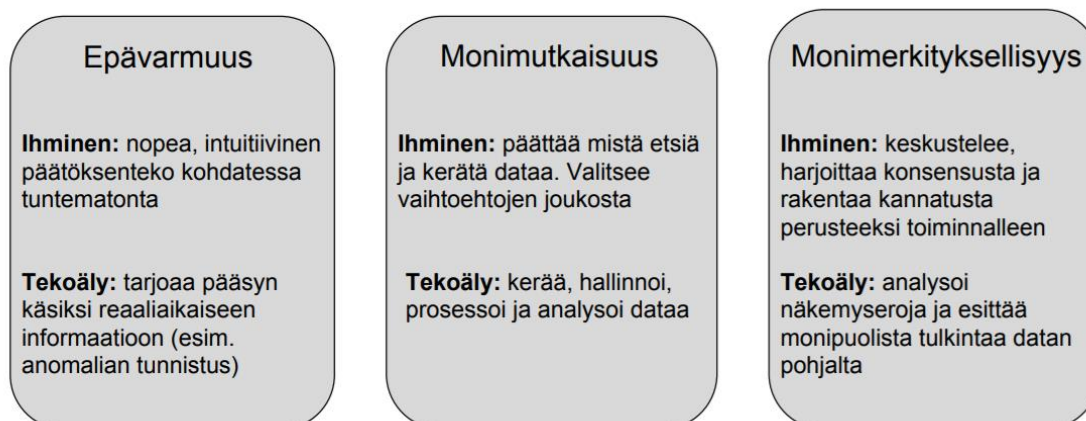 Epävarmuus
Ihminen: nopea, intuitiivinen
päätöksenteko kohdatessa
tuntematonta
Tekoäly: tarjoaa pääsyn
käsiksi reaaliaikaiseen
informaatioon (esim.
anomalian tunnistus)
Monimutkaisuus
Ihminen: päättää mistä etsiä
ja kerätä dataa. Valitsee
vaihtoehtojen joukosta
Tekoäly: kerää, hallinnoi,
prosessoi ja analysoi dataa
Monimerkityksellisyys
Ihminen: keskustelee,
harjoittaa konsensusta ja
rakentaa kannatusta
perusteeksi toiminnalleen
Tekoäly: analysoi
näkemyseroja ja esittää
monipuolista tulkintaa datan
pohjalta